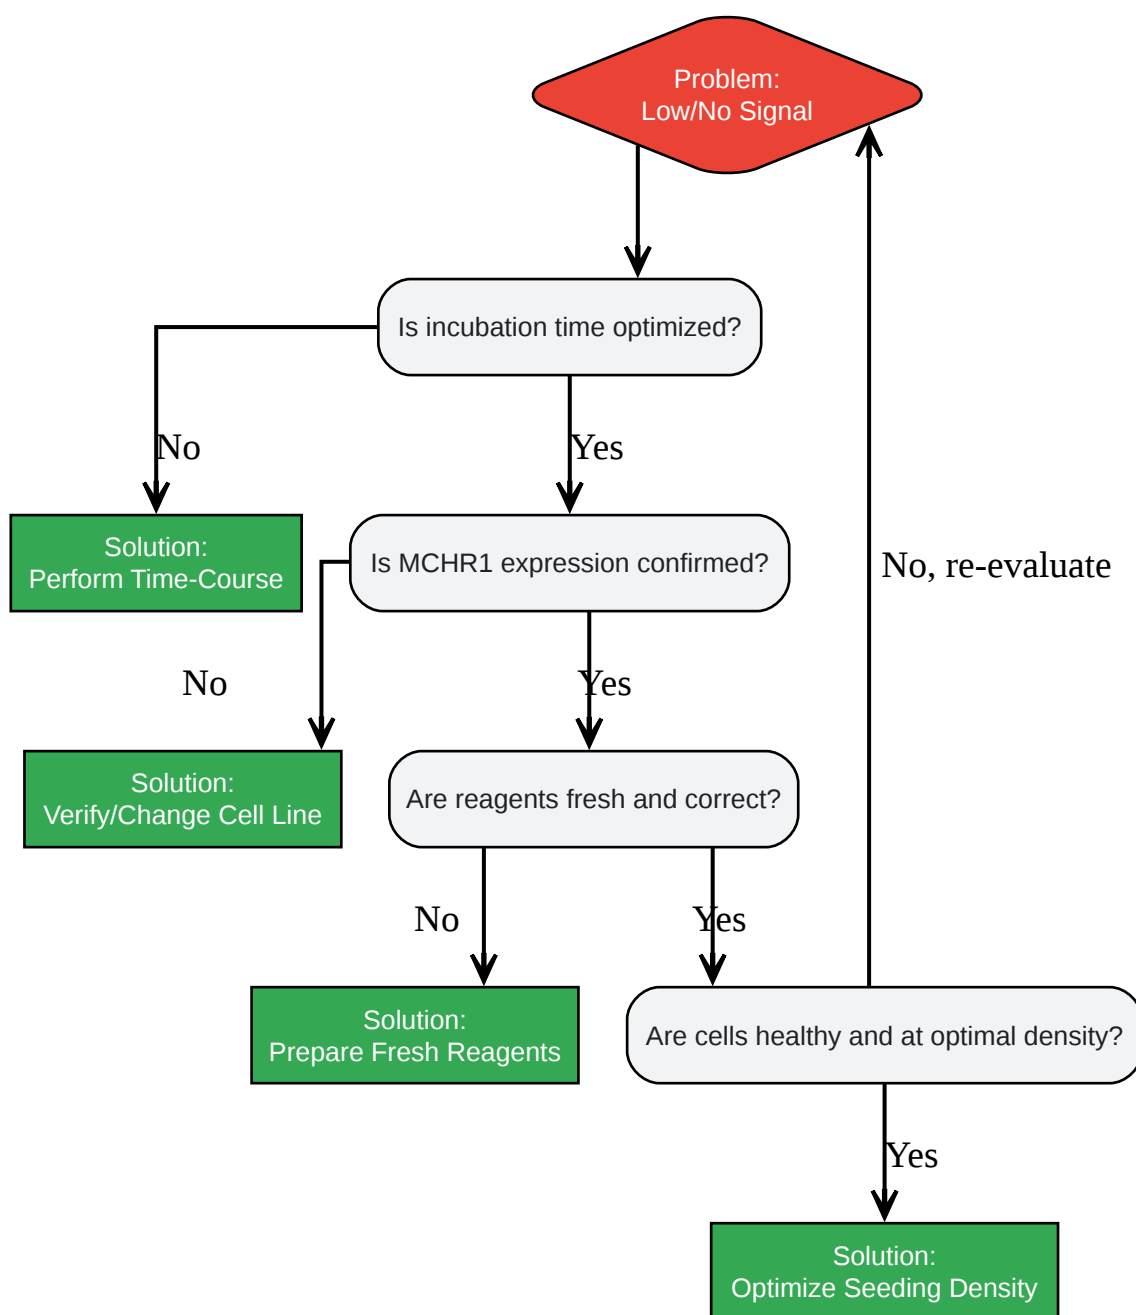 Problem:
Low/No Signal
Is incubation time optimized?
No
Yes
Solution:
Perform Time-Course
Is MCHR1 expression confirmed?
No, re-evaluate
No
Yes
Solution:
Verify/Change Cell Line
Are reagents fresh and correct?
No
Yes
Solution:
Prepare Fresh Reagents
Are cells healthy and at optimal density?
Yes
Solution:
Optimize Seeding Density